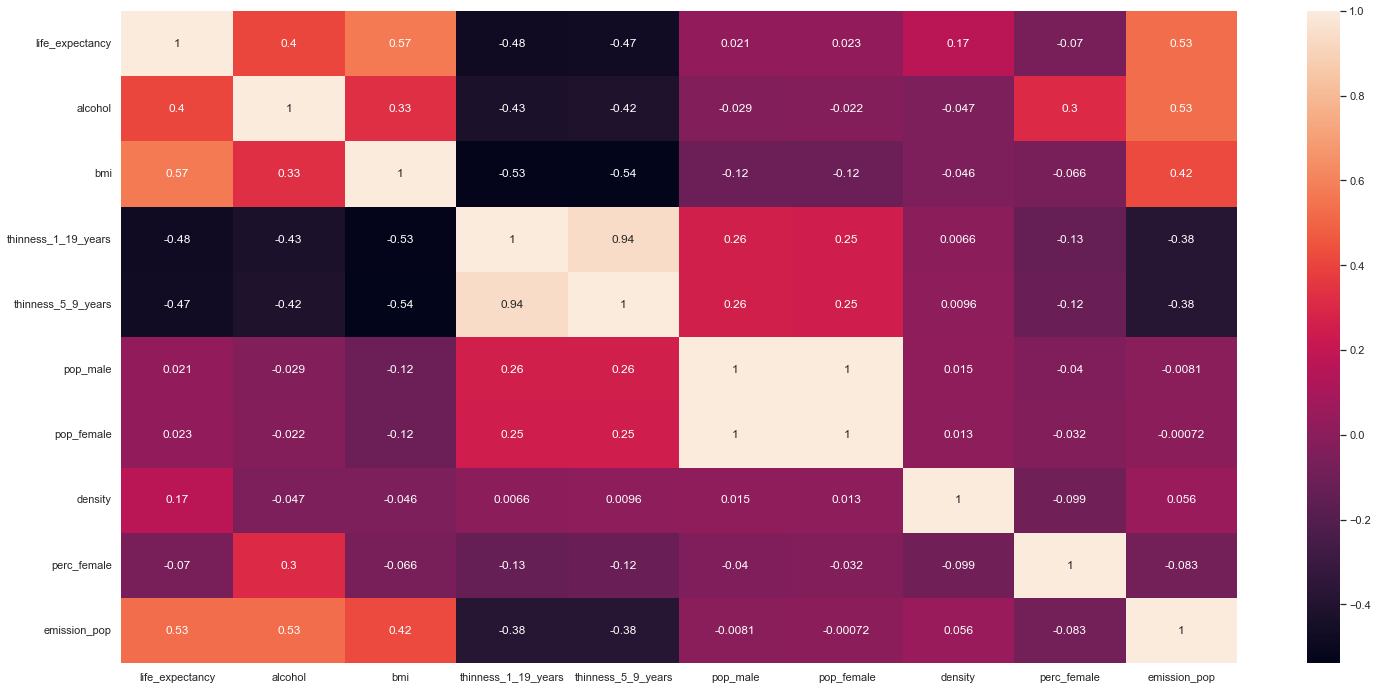 life_expectancy 1 0.4 0.57 -0.48 -0.47 0.021 0.023 0.17 -0.07 0.53
alcohol 0.4 1 0.33 -0.43 -0.42 -0.029 -0.022 -0.047 0.3 0.53
bmi 0.57 0.33 1 -0.53 -0.54 -0.12 -0.12 -0.046 -0.066 0.42
thinness_1_19_years -0.48 -0.43 -0.53 1 0.94 0.26 0.25 0.0066 -0.13 -0.38
thinness_5_9_years -0.47 -0.42 -0.54 0.94 1 0.26 0.25 0.0096 -0.12 -0.38
pop_male 0.021 -0.029 -0.12 0.26 0.26 1 1 0.015 -0.04 -0.0081
pop_female 0.023 -0.022 -0.12 0.25 0.25 1 1 0.013 -0.032 -0.00072
density 0.17 -0.047 -0.046 0.0066 0.0096 0.015 0.013 1 -0.099 0.056
perc_female -0.07 0.3 -0.066 -0.13 -0.12 -0.04 -0.032 -0.099 1 -0.083
emission_pop 0.53 0.53 0.42 -0.38 -0.38 -0.0081 -0.00072 0.056 -0.083 1
life_expectancy alcohol bmi thinness_1_19_years thinness_5_9_years pop_male pop_female density perc_female emission_pop
1.0
0.8
0.6
0.4
0.2
0.0
−0.2
−0.4